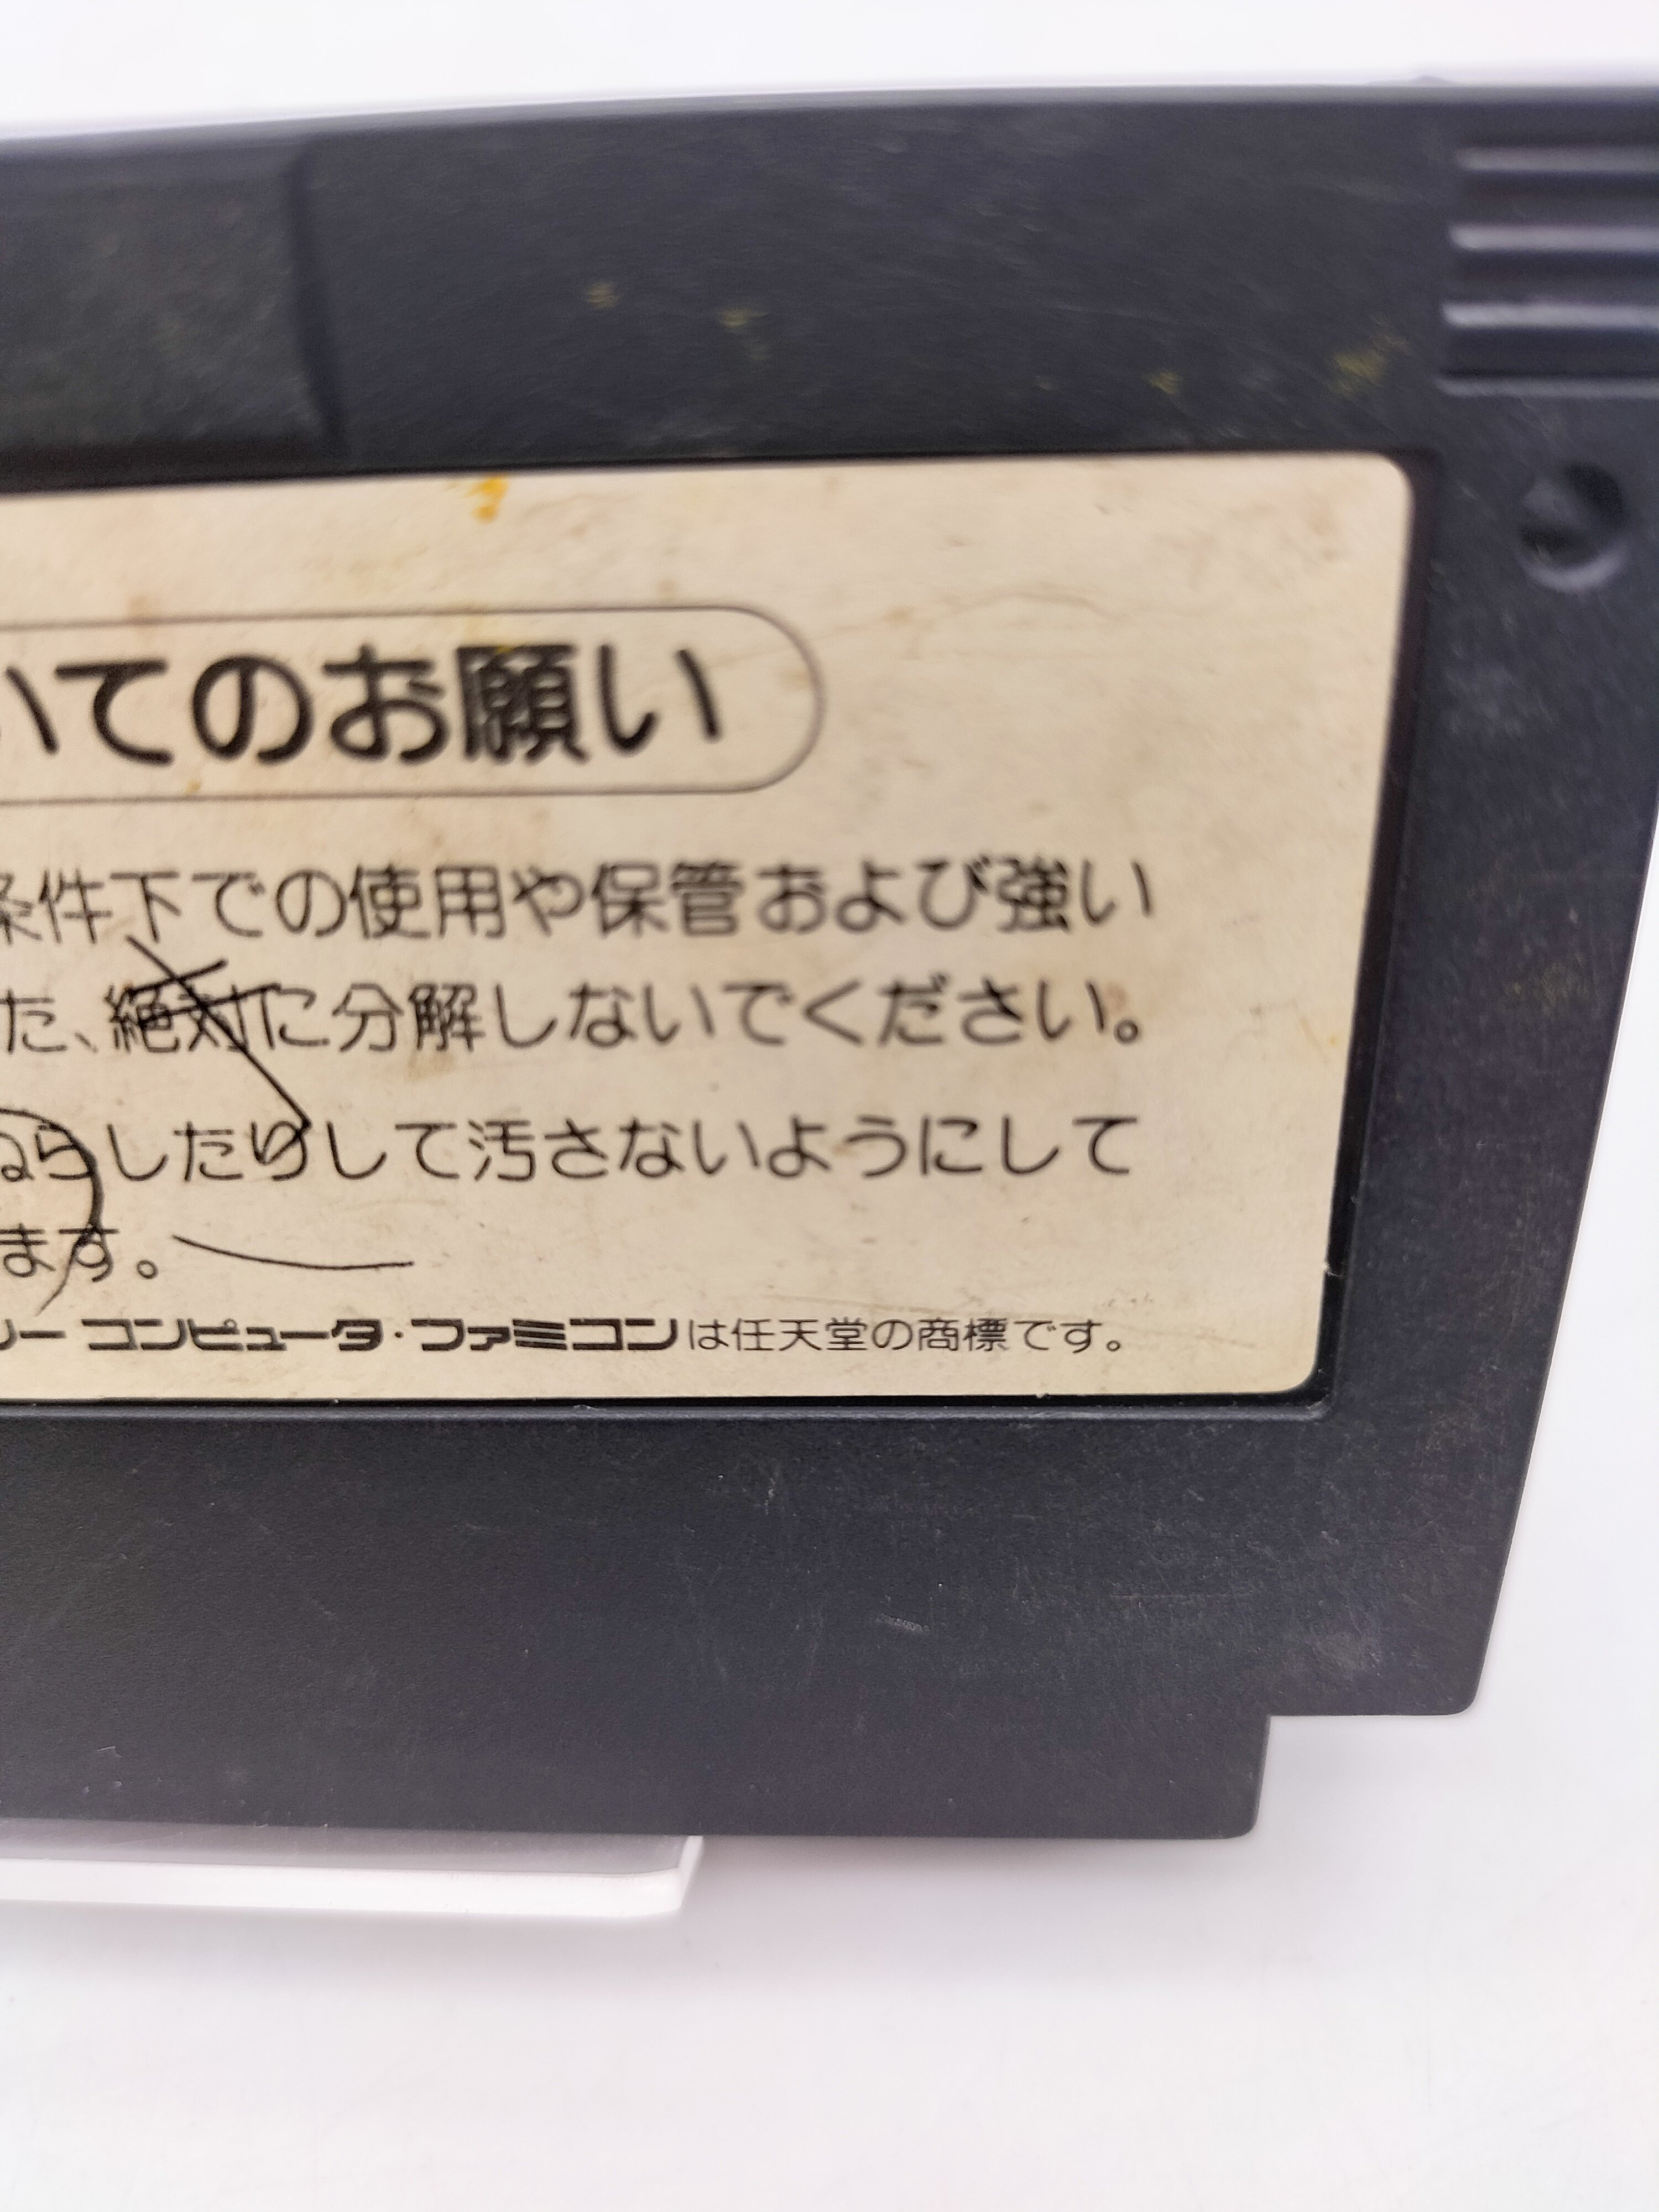 いてのお願い
条件下での使用や保管および強い
た、絶対に分解しないでください。
ぬらしたりして汚さないようにして
ます。
リー コンピュータ・ファミコンは任天堂の商標です。